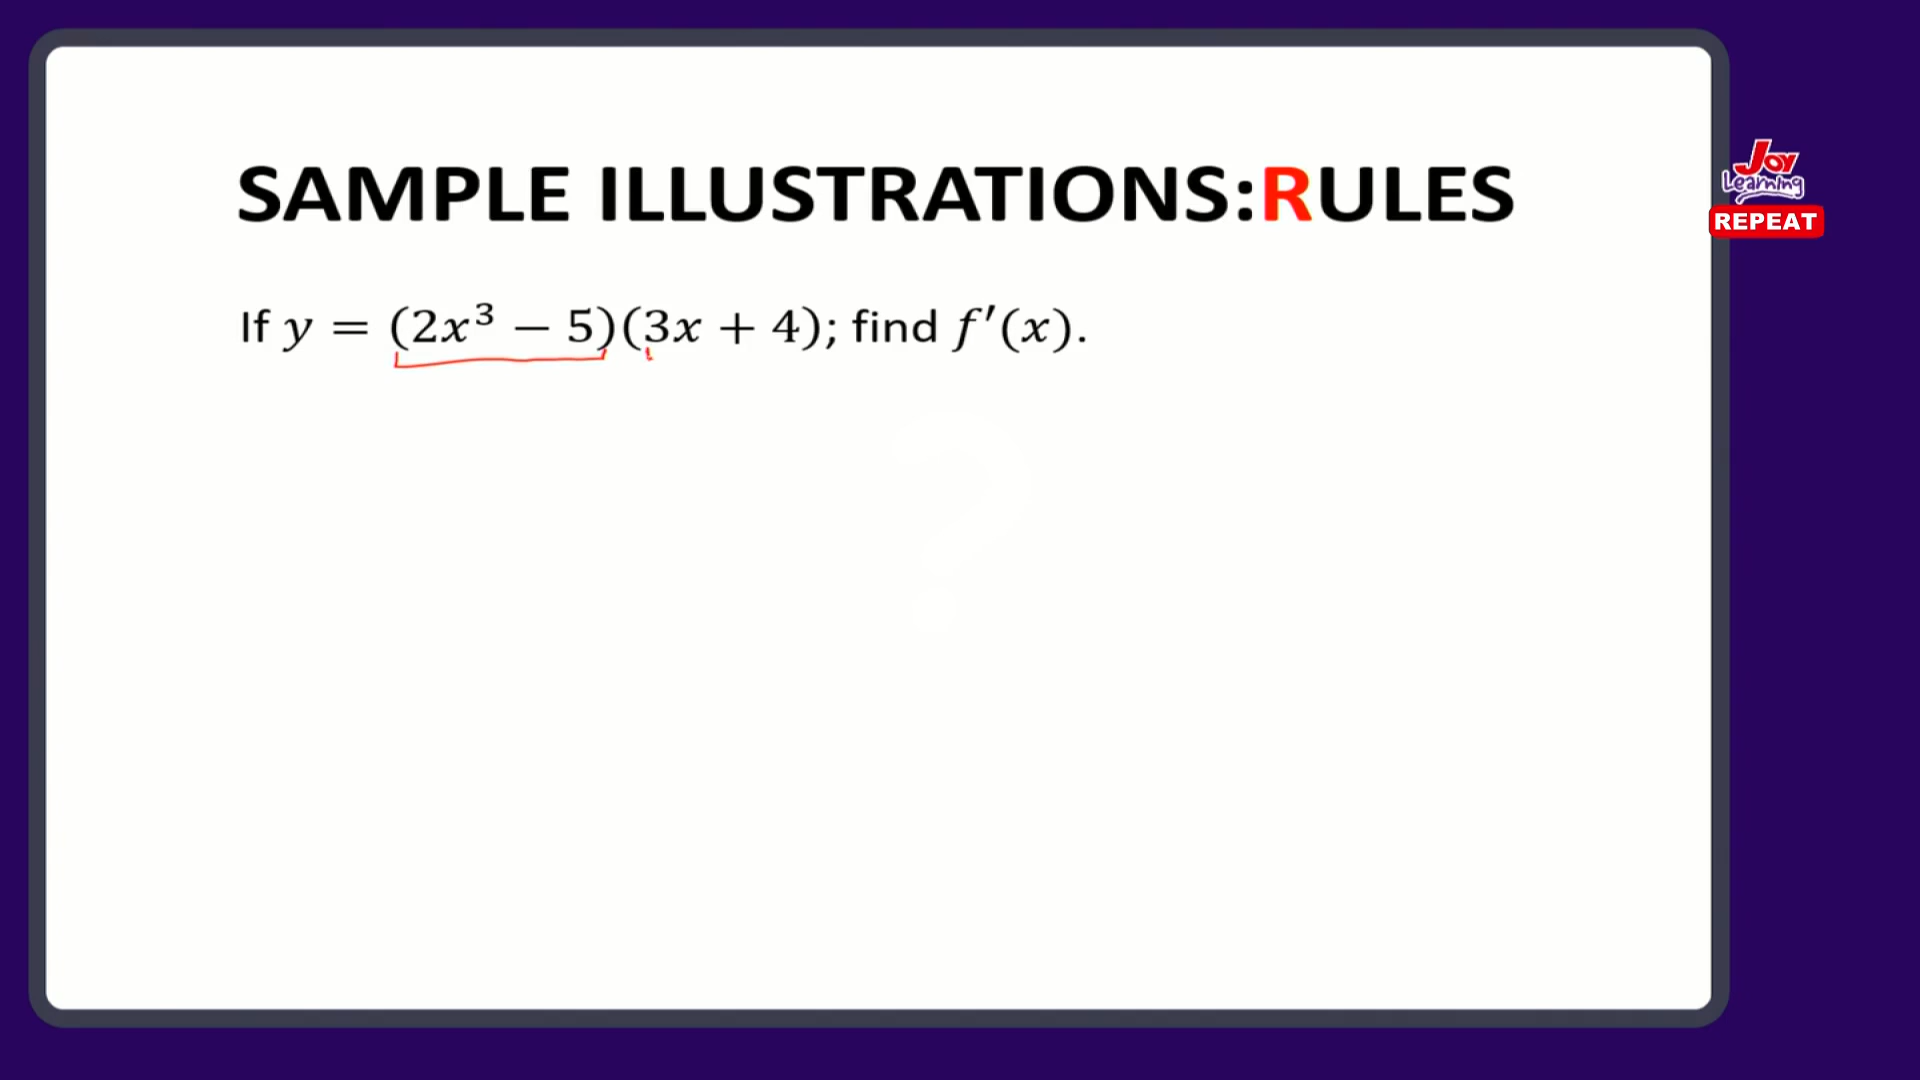 SAMPLE ILLUSTRATIONS:RULES
Joy
Learning
REPEAT
If y = (2x³ − 5)(3x + 4); find f′(x).